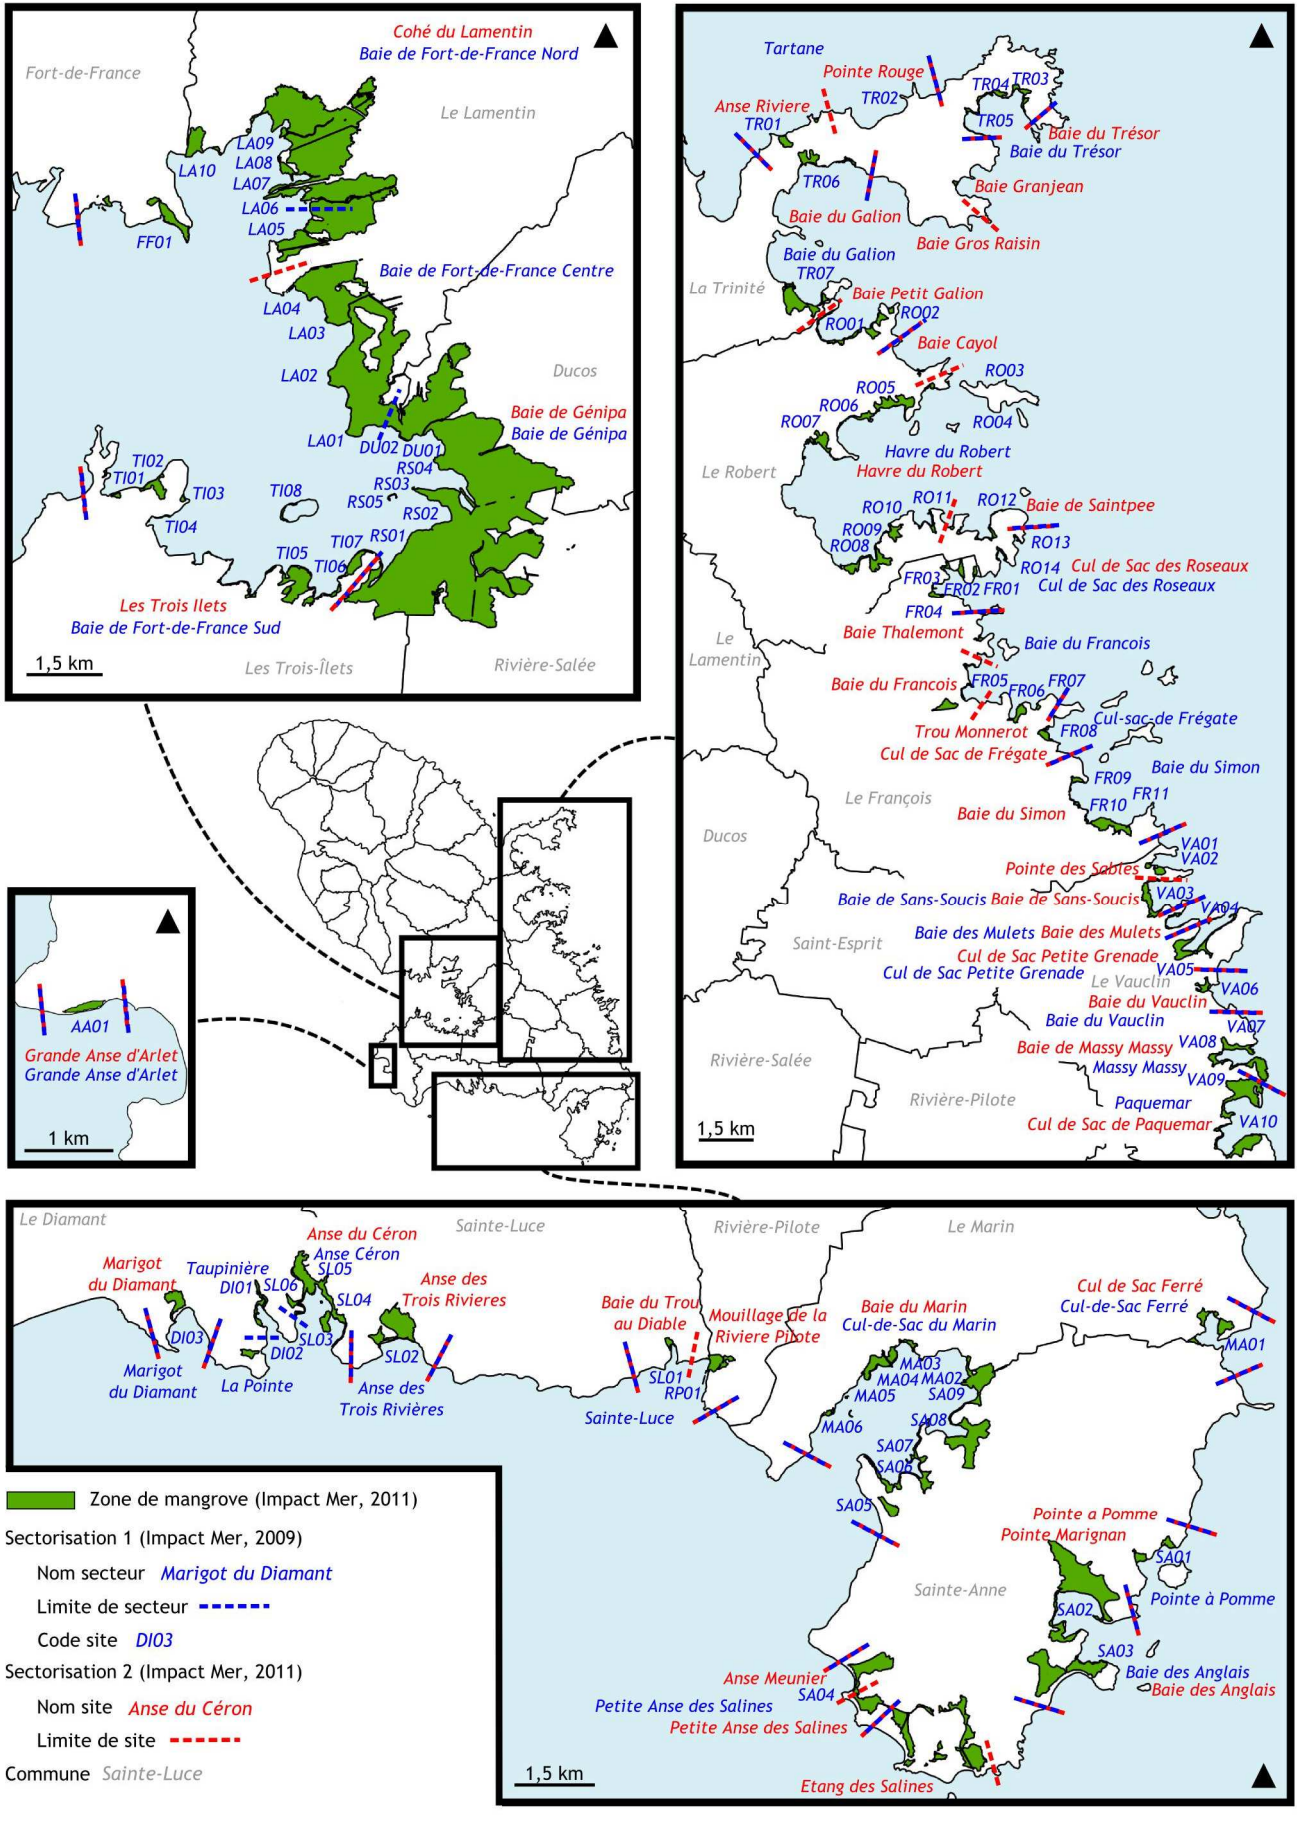 Cohé du Lamentin
Baie de Fort-de-France Nord
Fort-de-France
Le Lamentin
LA09
LA08
LA10
LA07
LA06
LA05
FF01
Baie de Fort-de-France Centre
LA04
LA03
LA02
Ducos
Baie de Génipa
Baie de Génipa
LA01
DU02
DU01
RS04
RS03
RS05
RS02
RS01
TI02
TI01
TI03
TI08
TI04
TI07
TI05
TI06
Les Trois Ilets
Baie de Fort-de-France Sud
1,5 km
Les Trois-Îlets
Rivière-Salée
Tartane
Pointe Rouge
TR04
TR03
TR02
Anse Riviere
TR01
TR05
Baie du Trésor
Baie du Trésor
TR06
Baie Granjean
Baie du Galion
Baie Gros Raisin
Baie du Galion
TR07
La Trinité
Baie Petit Galion
RO02
RO01
Baie Cayol
RO03
RO05
RO06
RO04
RO07
Havre du Robert
Havre du Robert
Le Robert
RO11
RO12
RO10
Baie de Saintpee
RO09
RO13
RO08
RO14
Cul de Sac des Roseaux
Cul de Sac des Roseaux
FR03
FR02
FR01
FR04
Baie Thalemont
Le
Lamentin
Baie du Francois
Baie du Francois
FR05
FR06
FR07
Trou Monnerot
FR08
Cul-sac-de Frégate
Cul de Sac de Frégate
Baie du Simon
FR09
Le François
FR10
FR11
Baie du Simon
Ducos
VA01
VA02
Pointe des Sables
Baie de Sans-Soucis
Baie de Sans-Soucis
VA03
VA04
Baie des Mulets
Baie des Mulets
Saint-Esprit
Cul de Sac Petite Grenade
Cul de Sac Petite Grenade
VA05
Le Vauclin
VA06
Baie du Vauclin
Baie du Vauclin
VA07
Baie de Massy Massy
VA08
Massy Massy
VA09
Rivière-Salée
Rivière-Pilote
Paquemar
Cul de Sac de Paquemar
VA10
1,5 km
AA01
Grande Anse d'Arlet
Grande Anse d'Arlet
1 km
Le Diamant
Sainte-Luce
Rivière-Pilote
Le Marin
Marigot
du Diamant
Taupinière
Anse du Céron
Anse Céron
DI01
SL06
SL05
SL04
Anse des
Trois Rivieres
DI03
DI02
SL03
SL02
Marigot
du Diamant
La Pointe
Anse des
Trois Rivières
Baie du Trou
au Diable
Mouillage de la
Riviere Pilote
SL01
RP01
Sainte-Luce
Baie du Marin
Cul-de-Sac du Marin
Cul de Sac Ferré
Cul-de-Sac Ferré
MA01
MA03
MA04
MA02
MA05
SA09
MA06
SA08
SA07
SA06
SA05
Pointe a Pomme
Pointe Marignan
SA01
Sainte-Anne
Pointe à Pomme
SA02
SA03
Baie des Anglais
Baie des Anglais
Anse Meunier
SA04
Petite Anse des Salines
Petite Anse des Salines
Etang des Salines
1,5 km
Zone de mangrove (Impact Mer, 2011)
Sectorisation 1 (Impact Mer, 2009)
Nom secteur Marigot du Diamant
Limite de secteur
Code site DI03
Sectorisation 2 (Impact Mer, 2011)
Nom site Anse du Céron
Limite de site
Commune Sainte-Luce